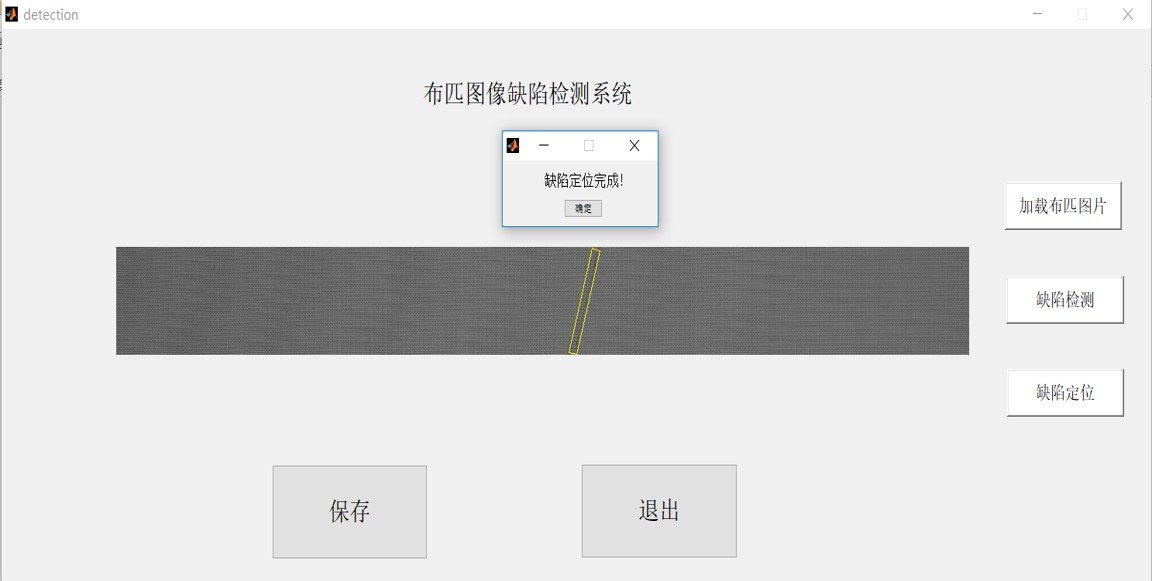 detection
布匹图像缺陷检测系统
缺陷定位完成!
确定
加载布匹图片
缺陷检测
缺陷定位
保存
退出